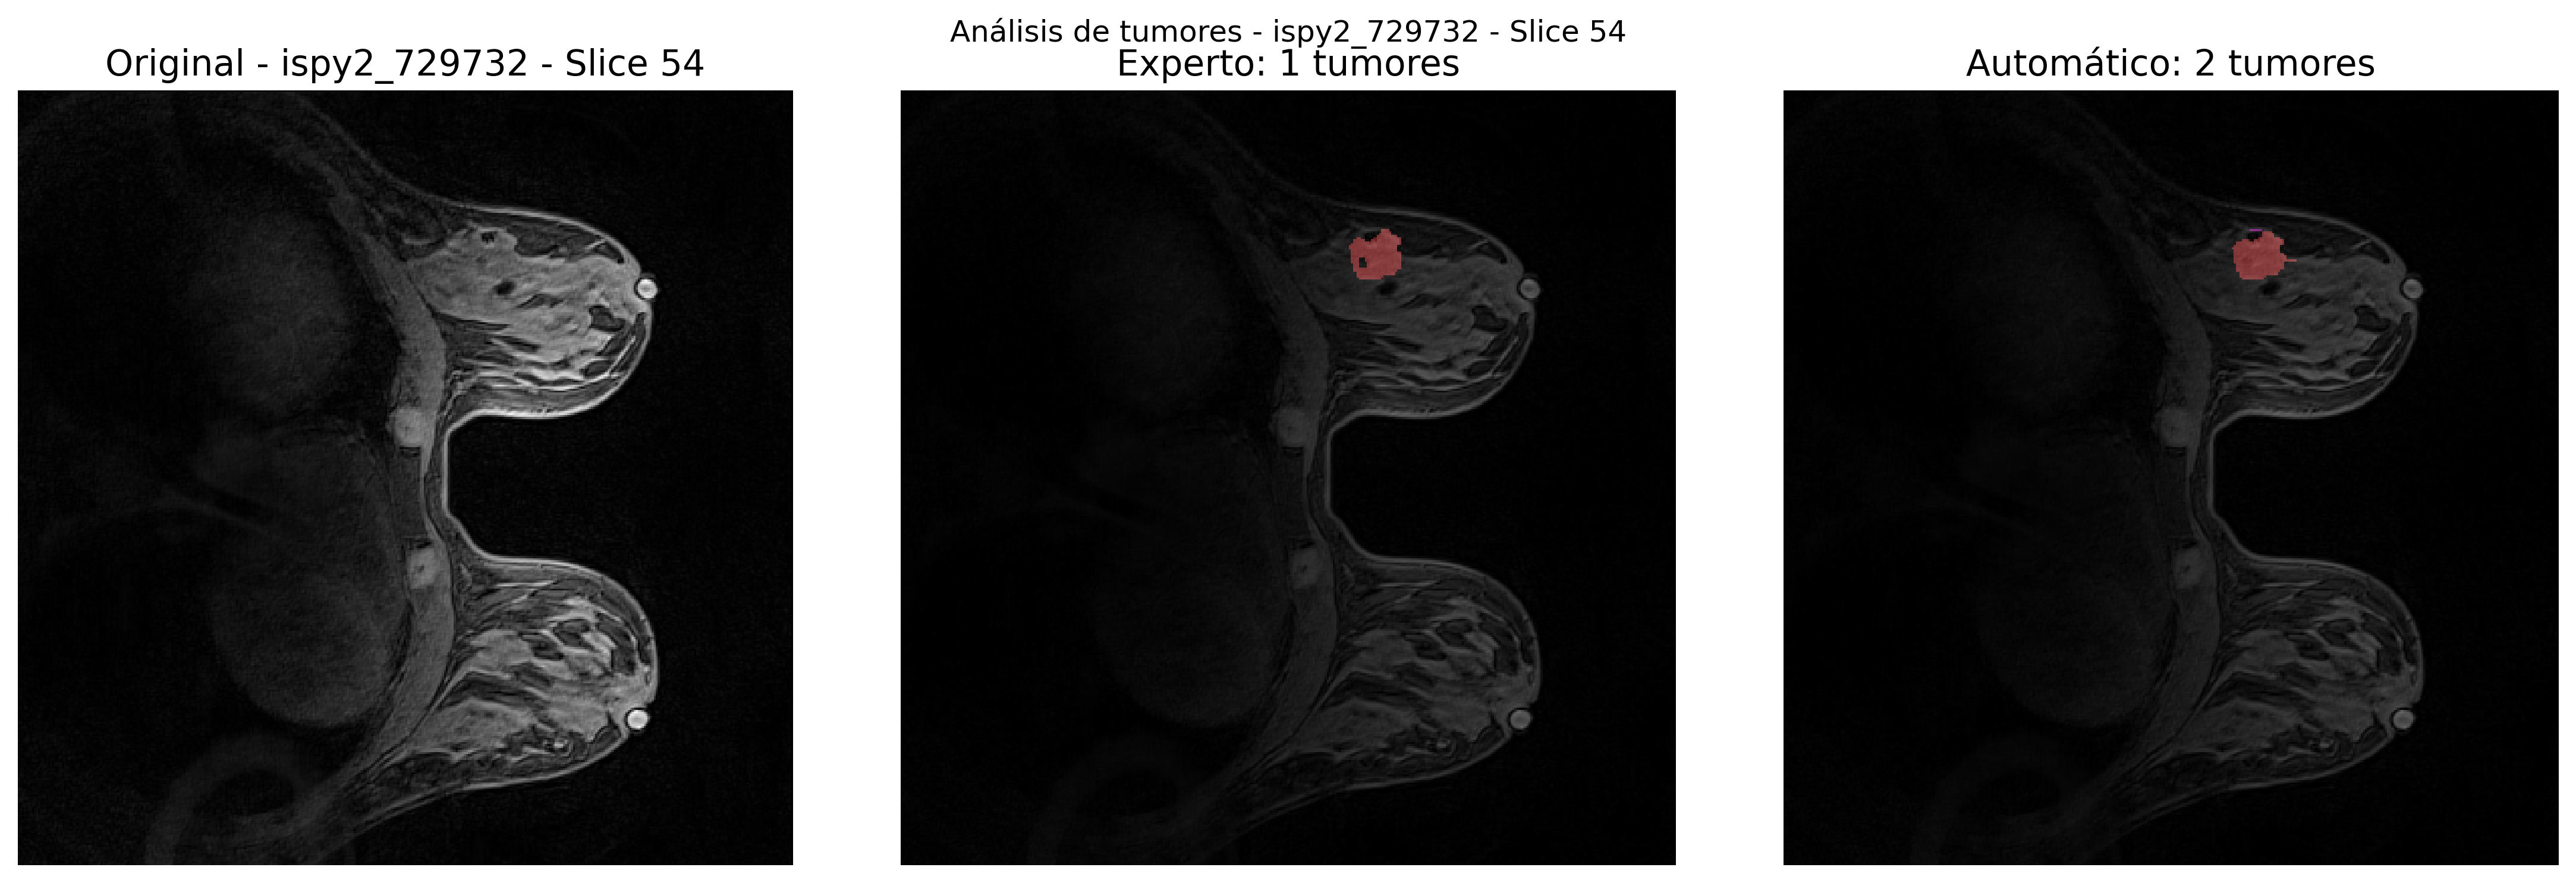 Análisis de tumores - ispy2_729732 - Slice 54
Original - ispy2_729732 - Slice 54
Experto: 1 tumores
Automático: 2 tumores